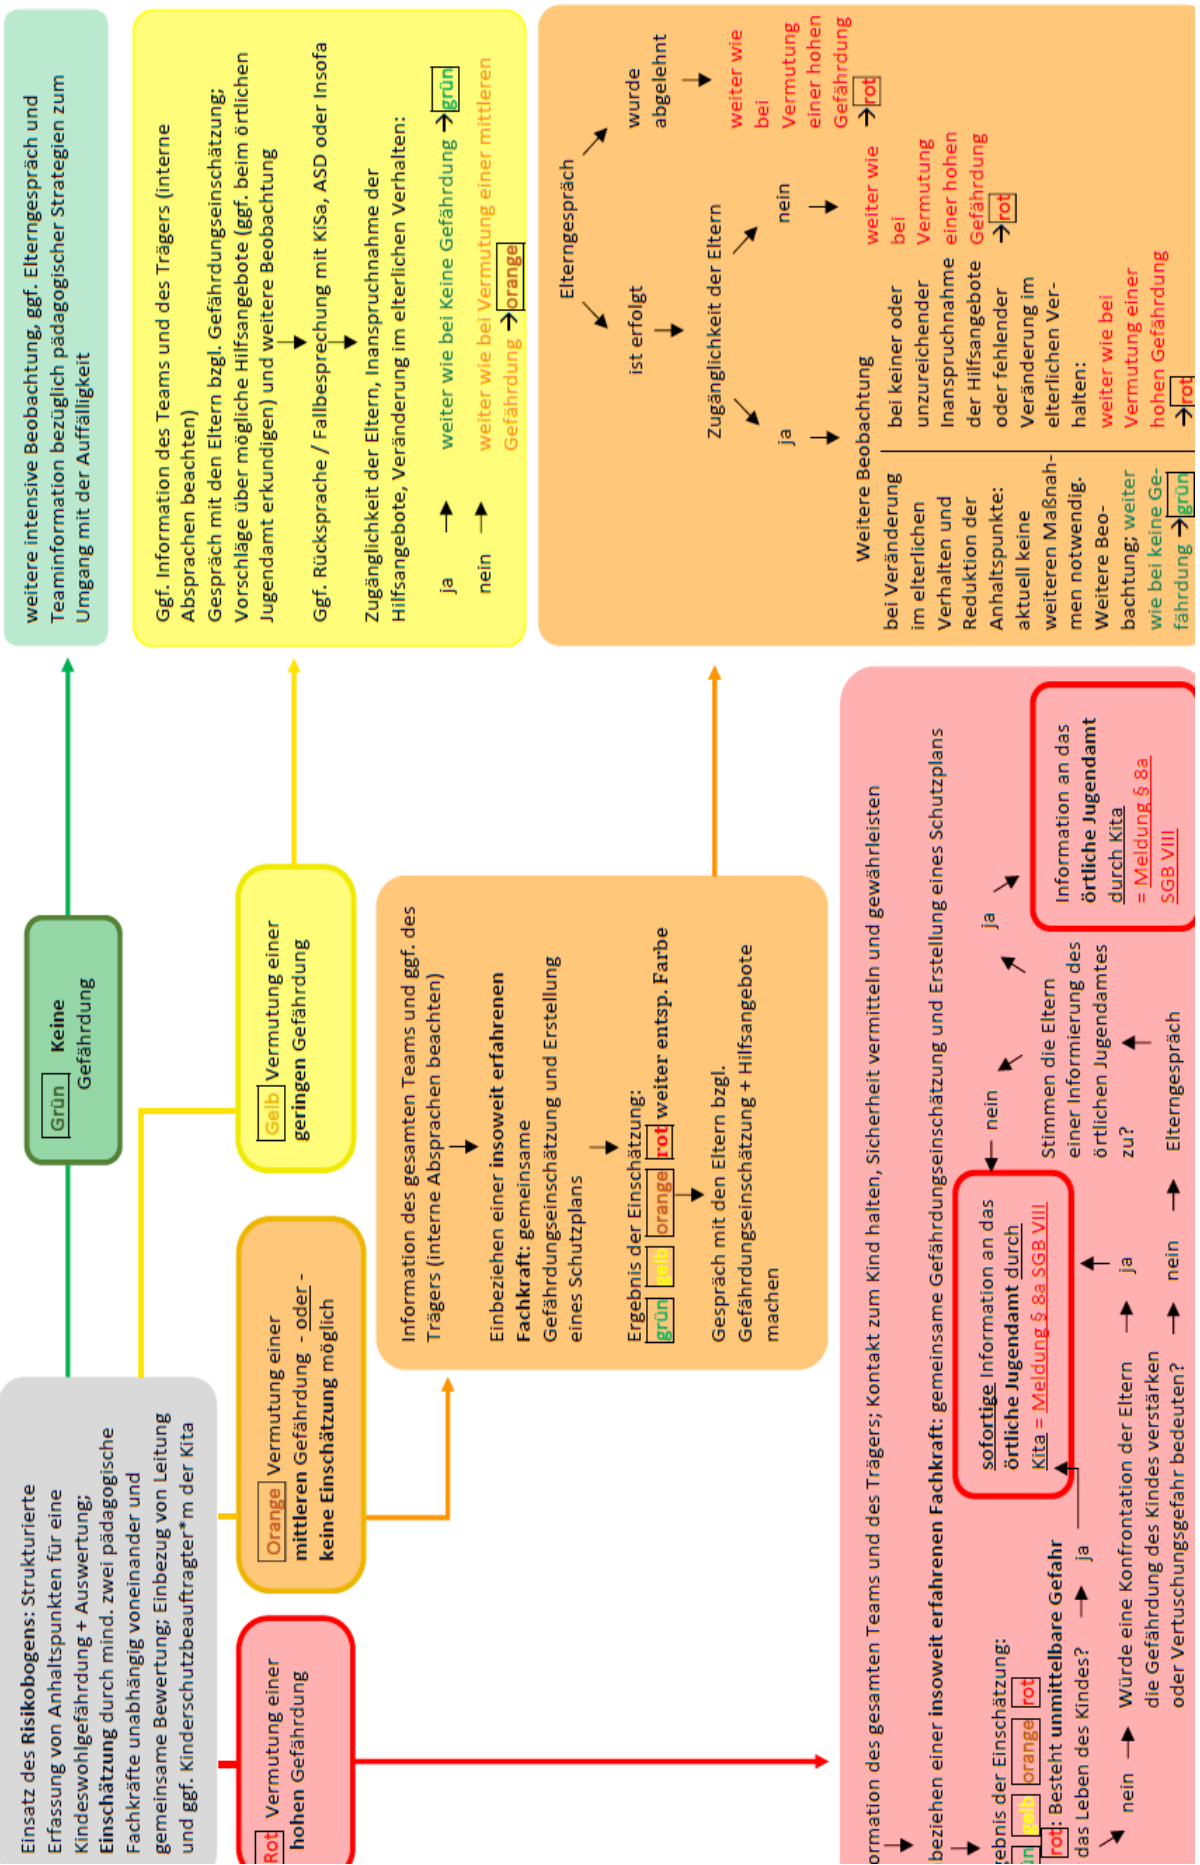 Einsatz des Risikobogens: Strukturierte
Erfassung von Anhaltspunkten für eine
Kindeswohlgefährdung + Auswertung;
Einschätzung durch mind. zwei pädagogische
Fachkräfte unabhängig voneinander und
gemeinsame Bewertung; Einbezug von Leitung
und ggf. Kinderschutzbeauftragter*m der Kita
Grün Keine
Gefährdung
weitere intensive Beobachtung, ggf. Elterngespräch und
Teaminformation bezüglich pädagogischer Strategien zum
Umgang mit der Auffälligkeit
Gelb Vermutung einer
geringen Gefährdung
Ggf. Information des Teams und des Trägers (interne
Absprachen beachten)
Gespräch mit den Eltern bzgl. Gefährdungseinschätzung;
Vorschläge über mögliche Hilfsangebote (ggf. beim örtlichen
Jugendamt erkundigen) und weitere Beobachtung
Ggf. Rücksprache / Fallbesprechung mit KiSa, ASD oder Insofa
Zugänglichkeit der Eltern, Inanspruchnahme der
Hilfsangebote, Veränderung im elterlichen Verhalten:
ja → weiter wie bei Keine Gefährdung → grün
nein → weiter wie bei Vermutung einer mittleren
Gefährdung → orange
Orange Vermutung einer
mittleren Gefährdung - oder -
keine Einschätzung möglich
Information des gesamten Teams und ggf. des
Trägers (Interne Absprachen beachten)
Einbeziehen einer insoweit erfahrenen
Fachkraft: gemeinsame
Gefährdungseinschätzung und Erstellung
eines Schutzplans
Ergebnis der Einschätzung:
grün gelb orange rot weiter entsp. Farbe
Gespräch mit den Eltern bzgl.
Gefährdungseinschätzung + Hilfsangebote
machen
Elterngespräch
ist erfolgt
wurde
abgelehnt
weiter wie
bei
Vermutung
einer hohen
Gefährdung
→ rot
Zugänglichkeit der Eltern
ja
nein
weiter wie
bei
Vermutung
einer hohen
Gefährdung
→ rot
Weitere Beobachtung
bei Veränderung
im elterlichen
Verhalten und
Reduktion der
Anhaltspunkte:
aktuell keine
weiteren Maßnah-
men notwendig.
Weitere Beo-
bachtung; weiter
wie bei keine Ge-
fährdung → grün
bei keiner oder
unzureichender
Inanspruchnahme
der Hilfsangebote
oder fehlender
Veränderung im
elterlichen Ver-
halten:
weiter wie bei
Vermutung einer
hohen Gefährdung
→ rot
Rot Vermutung einer
hohen Gefährdung
ormation des gesamten Teams und des Trägers; Kontakt zum Kind halten, Sicherheit vermitteln und gewährleisten
beziehen einer insoweit erfahrenen Fachkraft: gemeinsame Gefährdungseinschätzung und Erstellung eines Schutzplans
gebnis der Einschätzung:
ün gelb orange rot
rot: Besteht unmittelbare Gefahr
das Leben des Kindes? → ja
sofortige Information an das
örtliche Jugendamt durch
Kita = Meldung § 8a SGB VIII
nein → Würde eine Konfrontation der Eltern → ja
die Gefährdung des Kindes verstärken
oder Vertuschungsgefahr bedeuten? → nein → Elterngespräch
Stimmen die Eltern
einer Informierung des
örtlichen Jugendamtes
zu?
nein
ja
Information an das
örtliche Jugendamt
durch Kita
= Meldung § 8a
SGB VIII